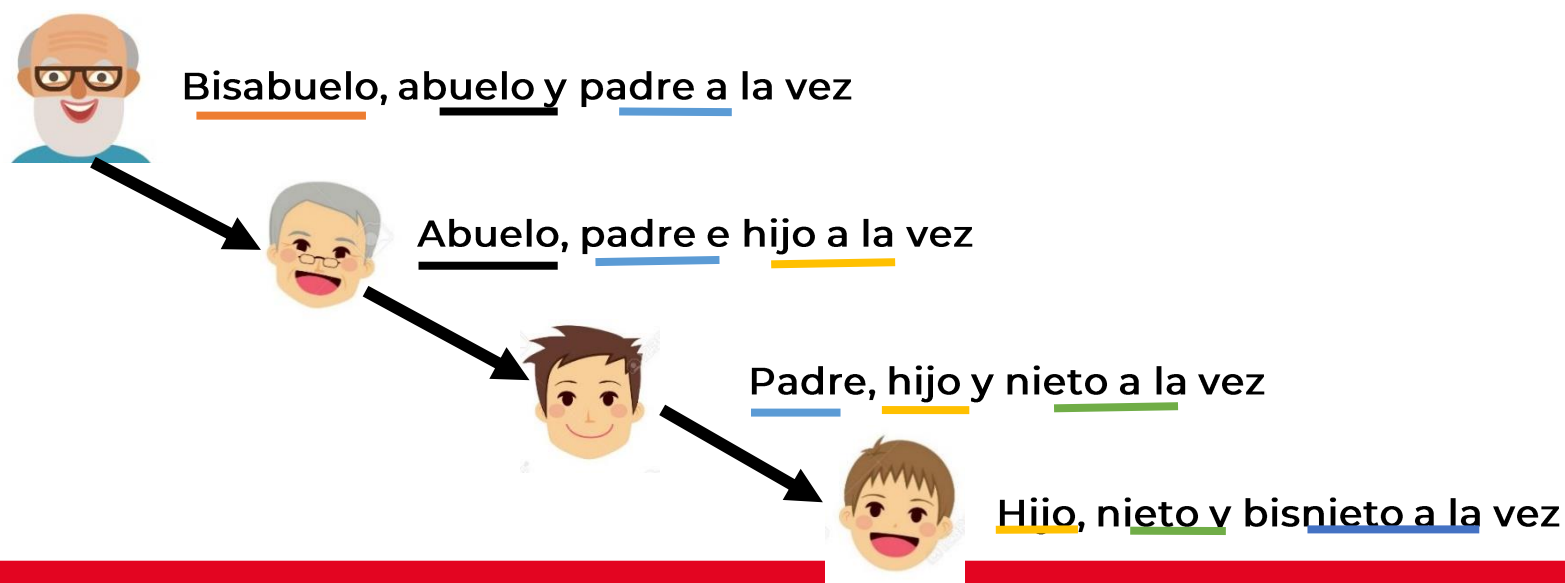 Bisabuelo, abuelo y padre a la vez
Abuelo, padre e hijo a la vez
Padre, hijo y nieto a la vez
Hijo, nieto y bisnieto a la vez